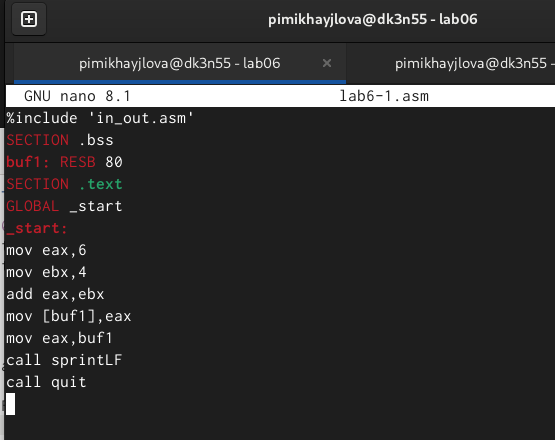 pimikhayjlova@dk3n55 - lab06
pimikhayjlova@dk3n55 - lab06 × pimikhayjlova@dk3n55 -
GNU nano 8.1 lab6-1.asm
%include 'in_out.asm'
SECTION .bss
buf1: RESB 80
SECTION .text
GLOBAL _start
_start:
mov eax,6
mov ebx,4
add eax,ebx
mov [buf1],eax
mov eax,buf1
call sprintLF
call quit